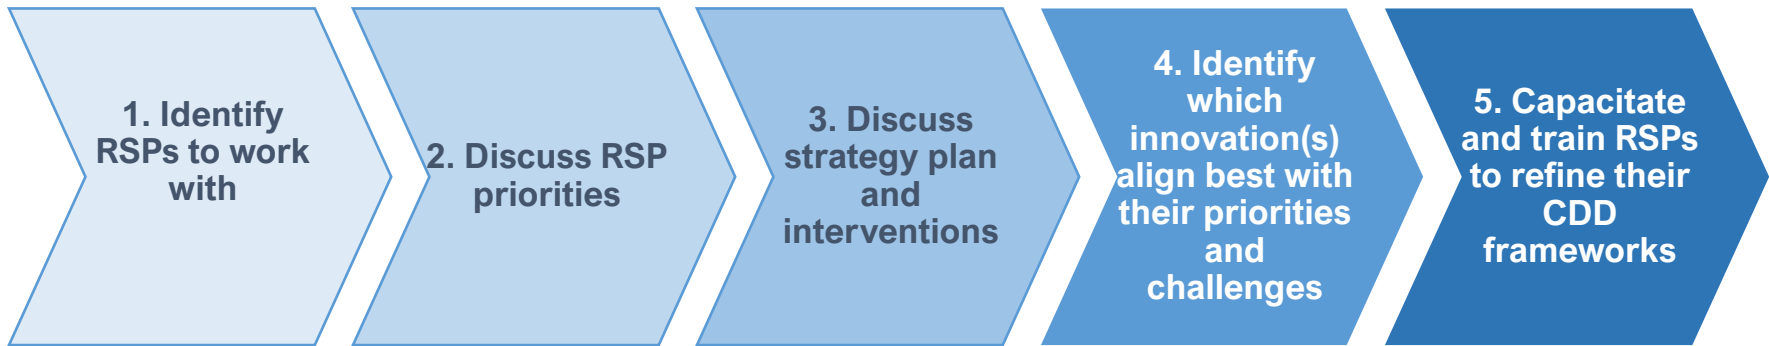 1. Identify
RSPs to work
with
2. Discuss RSP
priorities
3. Discuss
strategy plan
and
interventions
4. Identify
which
innovation(s)
align best with
their priorities
and
challenges
5. Capacitate
and train RSPs
to refine their
CDD
frameworks